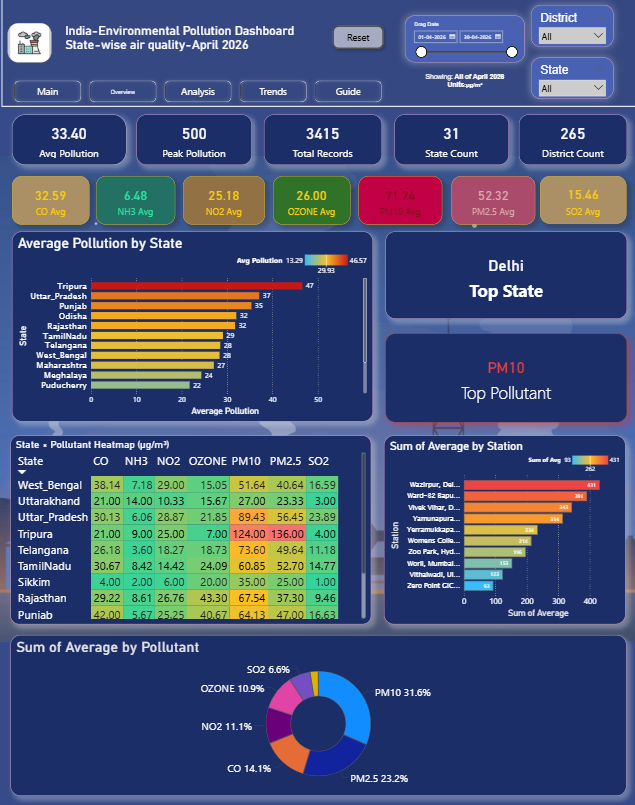 India-Environmental Pollution Dashboard
State-wise air quality-April 2026
Reset
Drag Date
01-04-2026 30-04-2026
Showing: All of April 2026
Units:µg/m³
District
All
State
All
Main Overview Analysis Trends Guide
33.40 500 3415 31 265
Avg Pollution Peak Pollution Total Records State Count District Count
32.59 6.48 25.18 26.00 71.74 52.32 15.46
CO Avg NH3 Avg NO2 Avg OZONE Avg PM10 Avg PM2.5 Avg SO2 Avg
Average Pollution by State
Avg Pollution 13.29 46.57
29.93
Tripura 47
Uttar_Pradesh 37
Punjab 35
Odisha 32
Rajasthan 32
TamilNadu 29
Telangana 28
West_Bengal 28
Maharashtra 27
Meghalaya 24
Puducherry 22
0 10 20 30 40 50
State
Average Pollution
Delhi
Top State
PM10
Top Pollutant
State × Pollutant Heatmap (µg/m³)
State CO NH3 NO2 OZONE PM10 PM2.5 SO2
West_Bengal 38.14 7.18 29.00 15.05 51.64 40.64 16.59
Uttarakhand 21.00 14.00 10.33 15.67 27.00 23.33 3.00
Uttar_Pradesh 30.13 6.06 28.87 21.85 89.43 56.45 23.89
Tripura 21.00 9.00 25.00 7.00 124.00 136.00 4.00
Telangana 26.18 3.60 18.27 18.73 73.60 49.64 11.18
TamilNadu 30.67 8.42 14.42 24.09 60.85 52.70 14.77
Sikkim 4.00 2.00 6.00 20.00 35.00 25.00 1.00
Rajasthan 29.22 8.61 26.76 43.30 67.54 37.30 9.46
Punjab 42.00 5.67 25.25 40.67 64.13 47.00 16.63
Sum of Average by Station
Sum of Avg 93 431
262
Wazirpur, Del... 431
Ward-82 Bapu... 391
Vivek Vihar, D... 343
Yamunapura...
Yerramukkapa...
Womens Colle... 214
Zoo Park, Hyd...
Worli, Mumbai... 153
Vithalwadi, Ul... 123
Zero Point GIC...
0 100 200 300 400
Station
Sum of Average
Sum of Average by Pollutant
SO2 6.6%
OZONE 10.9%
NO2 11.1%
CO 14.1%
PM10 31.6%
PM2.5 23.2%